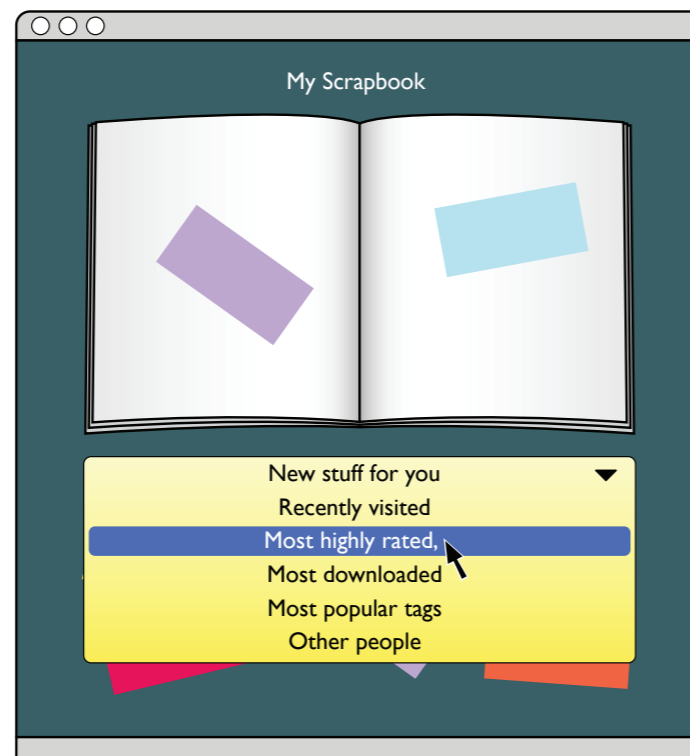 My Scrapbook
New stuff for you
Recently visited
Most highly rated,
Most downloaded
Most popular tags
Other people